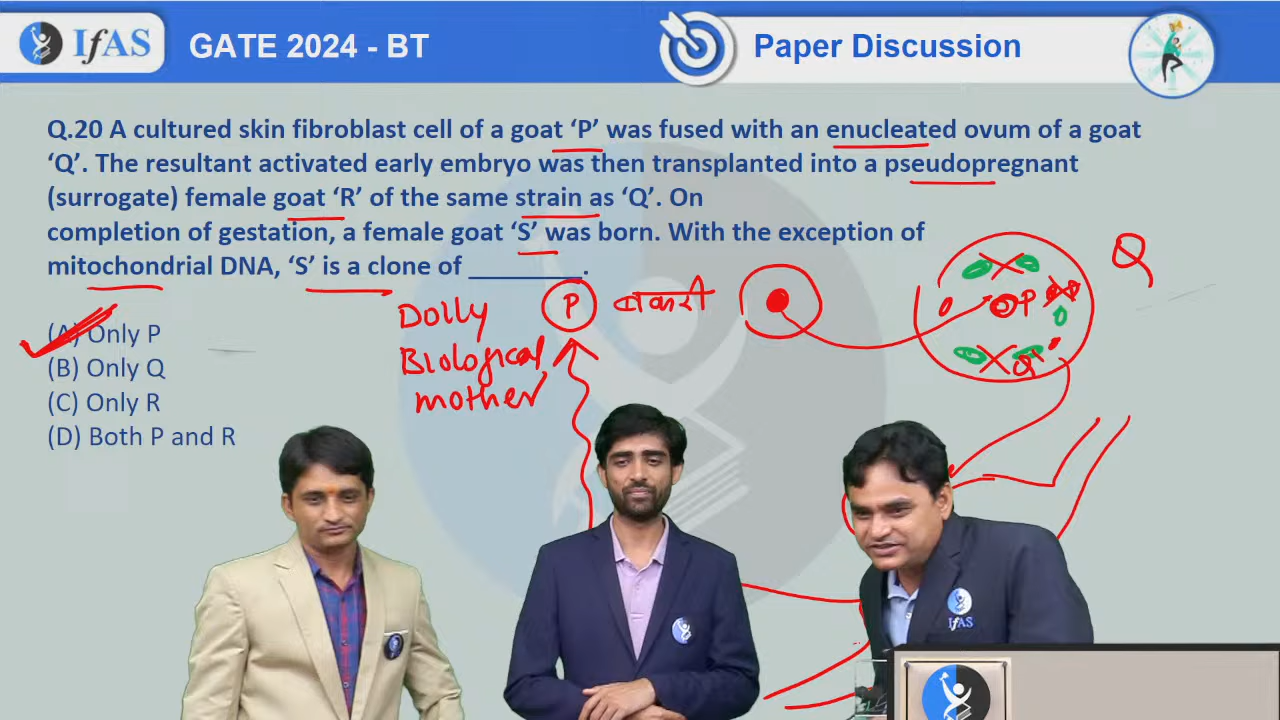 IfAS
GATE 2024 - BT
Paper Discussion
Q.20 A cultured skin fibroblast cell of a goat ‘P’ was fused with an enucleated ovum of a goat
‘Q’. The resultant activated early embryo was then transplanted into a pseudopregnant
(surrogate) female goat ‘R’ of the same strain as ‘Q’. On
completion of gestation, a female goat ‘S’ was born. With the exception of
mitochondrial DNA, ‘S’ is a clone of ________.
(A) Only P
(B) Only Q
(C) Only R
(D) Both P and R
Dolly
Biological
mother
P
Q
P
Q
IfAS